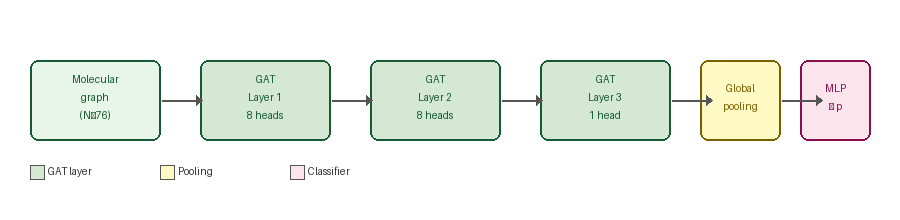 Molecular
graph
(N▯76)
GAT
Layer 1
8 heads
GAT
Layer 2
8 heads
GAT
Layer 3
1 head
Global
pooling
MLP
▯p
GAT layer
Pooling
Classifier